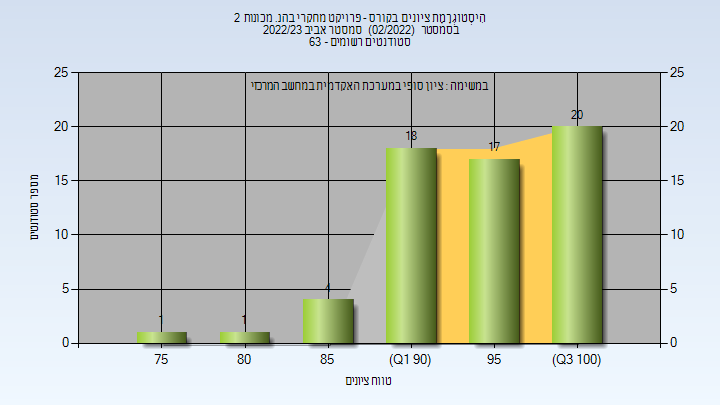 היסטוגרמת ציונים בקורס - פרויקט מחקרי בהנ. מכונות 2
בסמסטר (02/2022) סמסטר אביב 2022/23
סטודנטים רשומים - 63
במשימה : ציון סופי במערכת האקדמית במחשב המרכזי
25 25
20 20
15 15
10 10
5 5
0 0
1 1 4 18 17 20
מספר סטודנטים
75 80 85 (Q1 90) 95 (Q3 100)
טווח ציונים